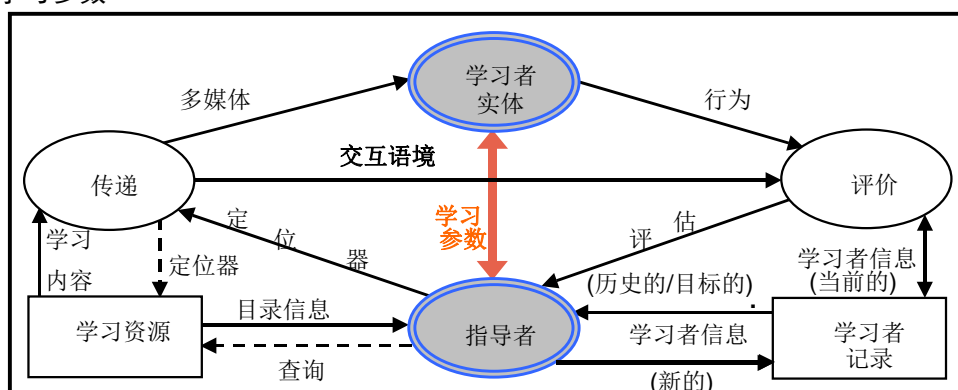 学习参数
学习者
实体
多媒体
行为
交互语境
传递
评价
学习
参数
定
位
器
评
估
学习
内容
定位器
学习者信息
(当前的)
(历史的/目标的)
目录信息
学习资源
指导者
学习者信息
学习者
记录
查询
(新的)